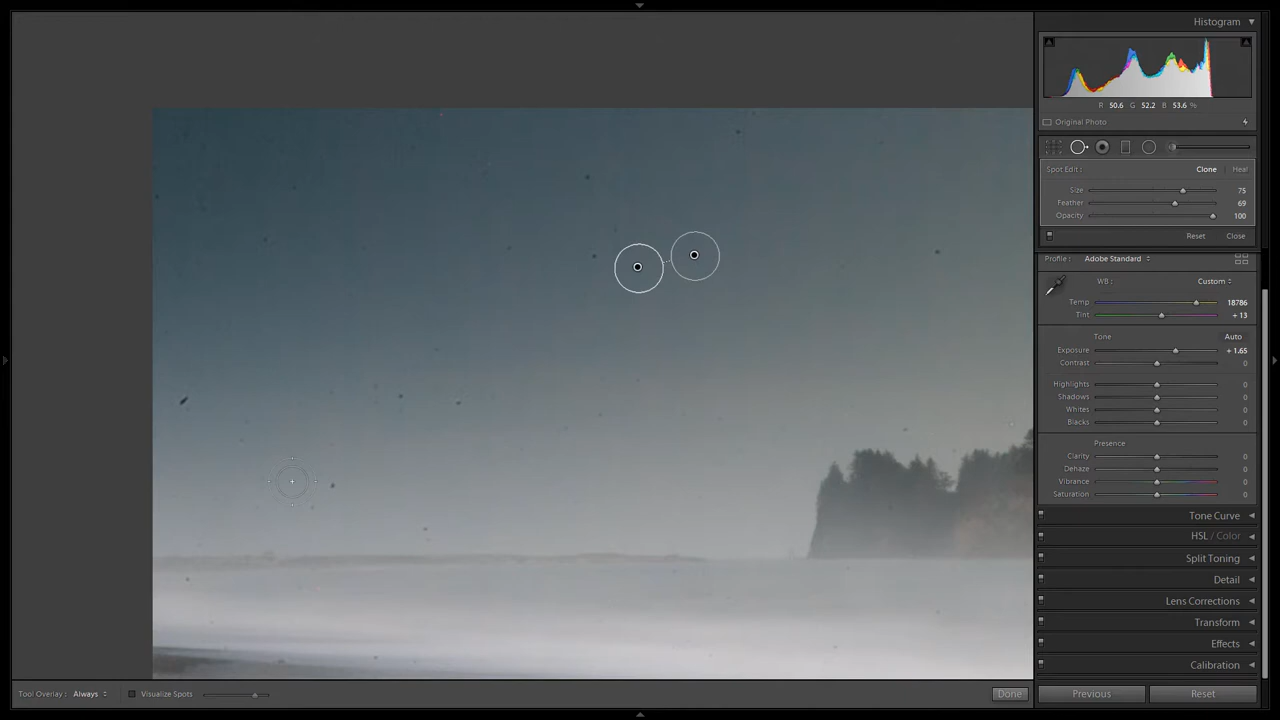 Histogram
R 50.6 G 52.2 B 53.6 %
Original Photo
Spot Edit : Clone | Heal
Size 75
Feather 69
Opacity 100
Reset Close
Profile : Adobe Standard
WB : Custom
Temp 18786
Tint + 13
Tone Auto
Exposure + 1.65
Contrast 0
Highlights 0
Shadows 0
Whites 0
Blacks 0
Presence
Clarity 0
Dehaze 0
Vibrance 0
Saturation 0
Tone Curve
HSL / Color
Split Toning
Detail
Lens Corrections
Transform
Effects
Calibration
Tool Overlay : Always Visualize Spots Done Previous Reset